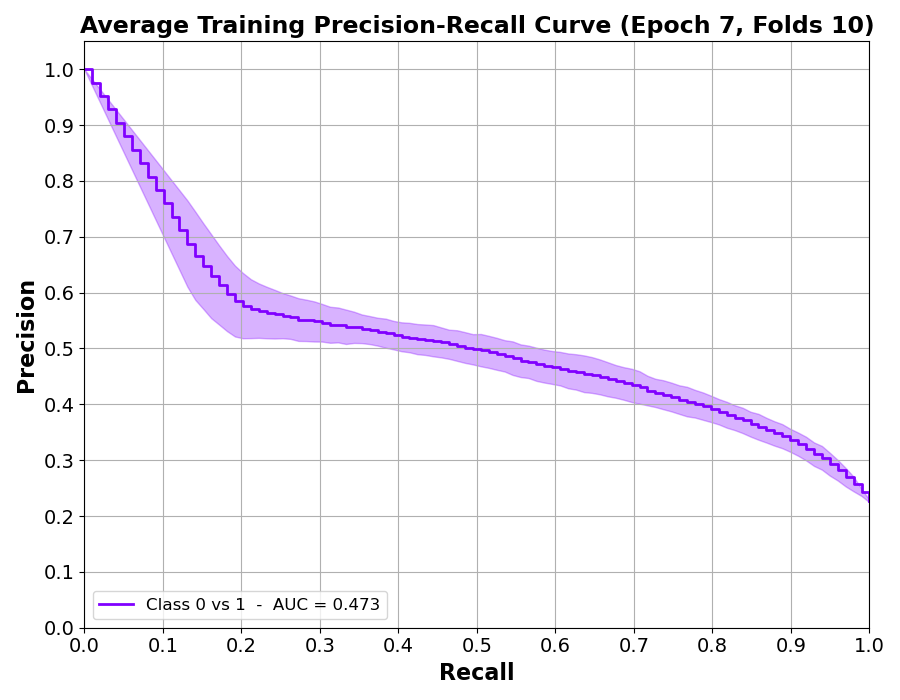 Average Training Precision-Recall Curve (Epoch 7, Folds 10)
1.0
0.9
0.8
0.7
0.6
0.5
0.4
0.3
0.2
0.1
0.0
Precision
Class 0 vs 1 - AUC = 0.473
0.0 0.1 0.2 0.3 0.4 0.5 0.6 0.7 0.8 0.9 1.0
Recall